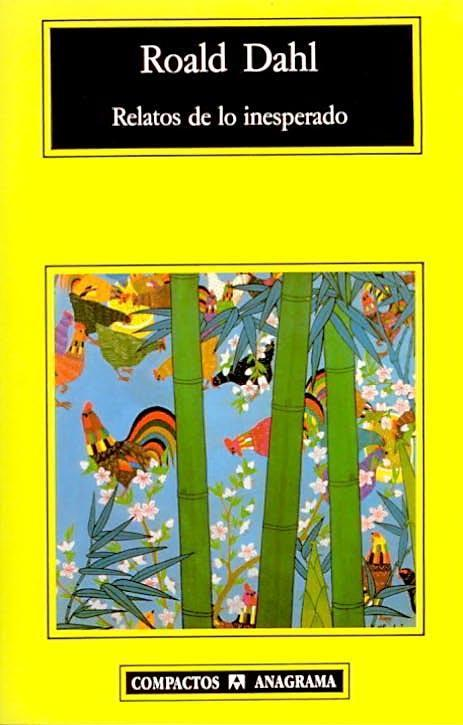 Roald Dahl
Relatos de lo inesperado
COMPACTOS ANAGRAMA